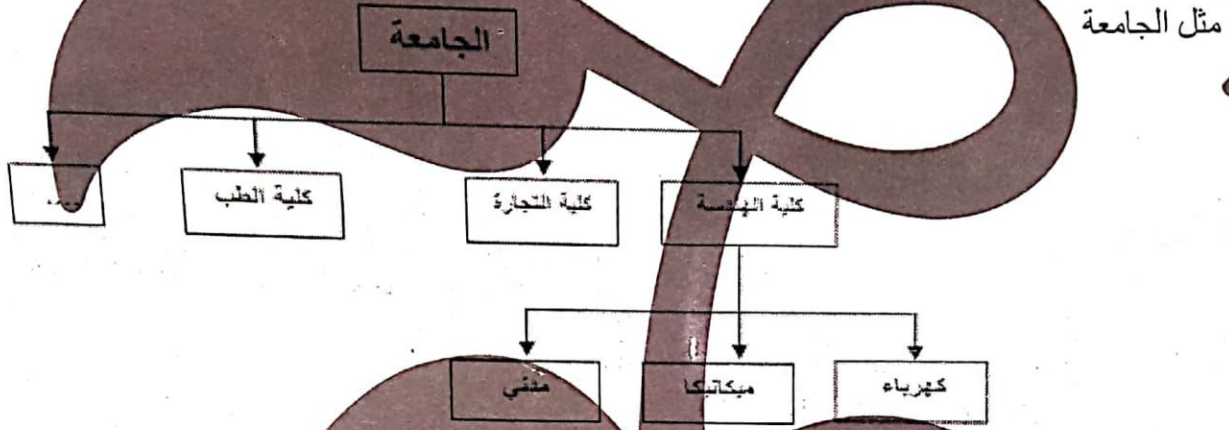 مثل الجامعة
الجامعة
كلية الهندسة
كلية التجارة
كلية الطب
....
كهرباء
ميكانيكا
مدني